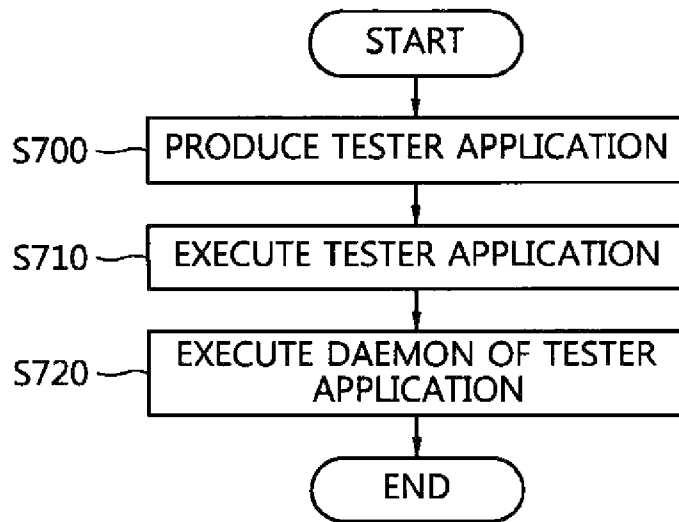 START
S700
PRODUCE TESTER APPLICATION
S710
EXECUTE TESTER APPLICATION
S720
EXECUTE DAEMON OF TESTER
APPLICATION
END